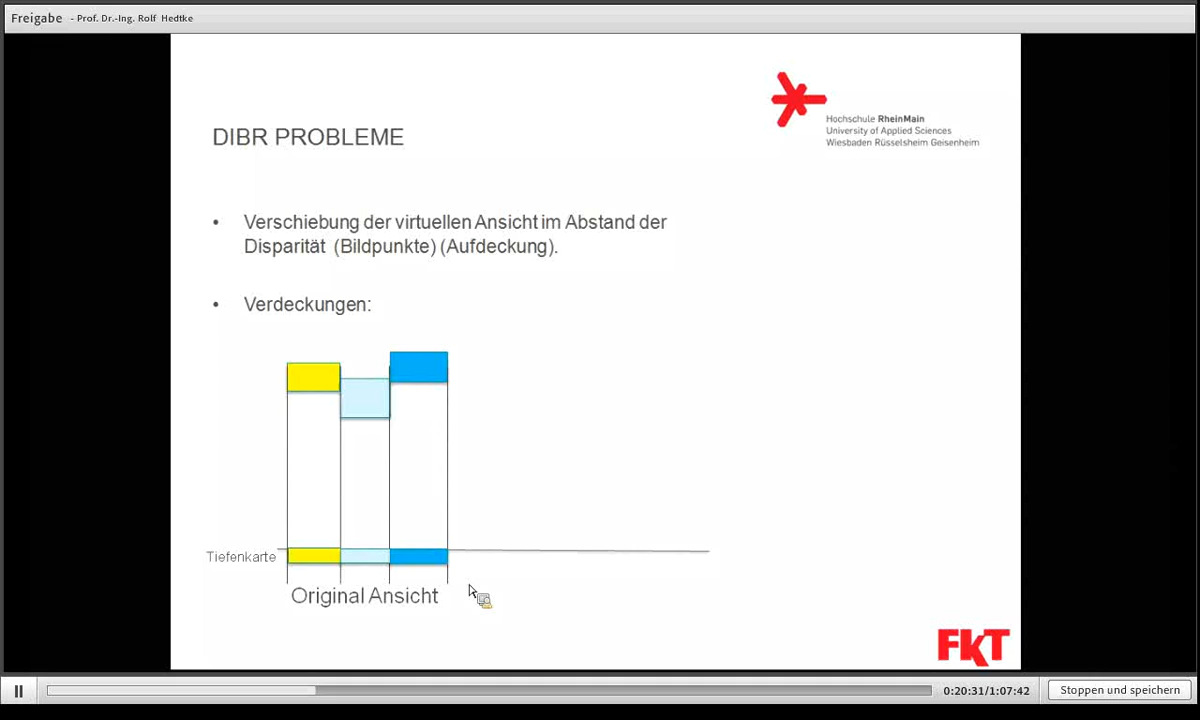 Freigabe - Prof. Dr.-Ing. Rolf Hedtke
Hochschule RheinMain
University of Applied Sciences
Wiesbaden Rüsselsheim Geisenheim
DIBR PROBLEME
• Verschiebung der virtuellen Ansicht im Abstand der
Disparität (Bildpunkte) (Aufdeckung).
• Verdeckungen:
Tiefenkarte
Original Ansicht
FKT
0:20:31/1:07:42
Stoppen und speichern